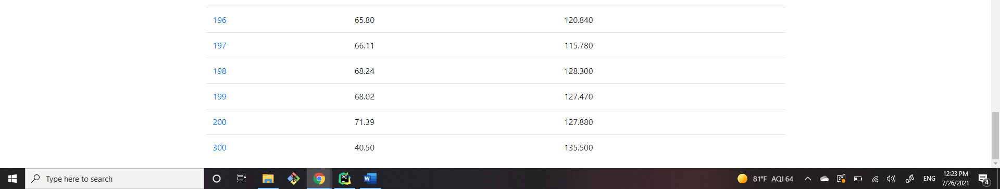 196 65.80 120.840
197 66.11 115.780
198 68.24 128.300
199 68.02 127.470
200 71.39 127.880
300 40.50 135.500
Type here to search PC W 81°F AQI 64 ENG 12:23 PM
7/26/2021 4